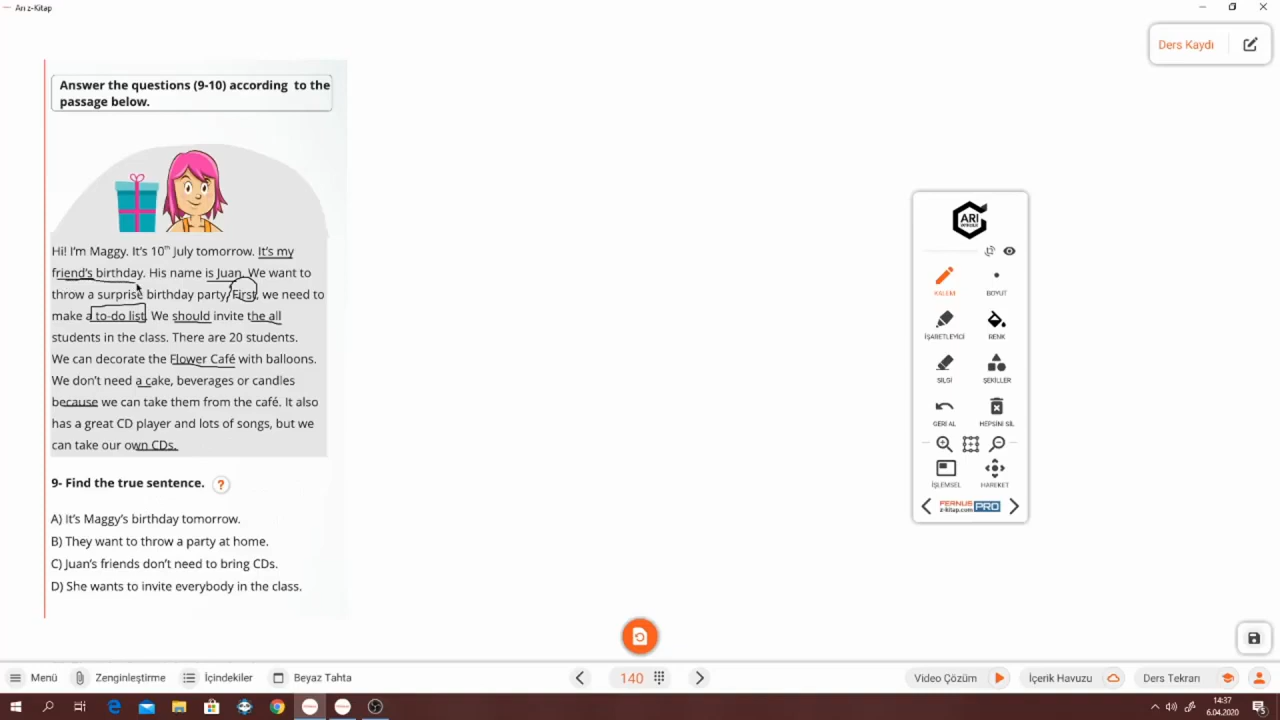 Arı z-Kitap
Ders Kaydı
Answer the questions (9-10) according to the
passage below.
Hi! I'm Maggy. It's 10th July tomorrow. It's my
friend's birthday. His name is Juan. We want to
throw a surprise birthday party. First, we need to
make a to-do list. We should invite the all
students in the class. There are 20 students.
We can decorate the Flower Café with balloons.
We don't need a cake, beverages or candies
because we can take them from the café. It also
has a great CD player and lots of songs, but we
can take our own CDs.
9- Find the true sentence. ?
A) It's Maggy's birthday tomorrow.
B) They want to throw a party at home.
C) Juan's friends don't need to bring CDs.
D) She wants to invite everybody in the class.
ARI
KALEM
BOYUT
İŞARETLEYİCİ
RENK
SİLGİ
ŞEKİLLER
GERİ AL
HEPSİNİ SİL
İŞLEMSEL
HAREKET
FERNUS
z-kitap.com PRO
Menü
Zenginleştirme
İçindekiler
Beyaz Tahta
140
Video Çözüm
İçerik Havuzu
Ders Tekrarı
14:37
6.04.2020
5